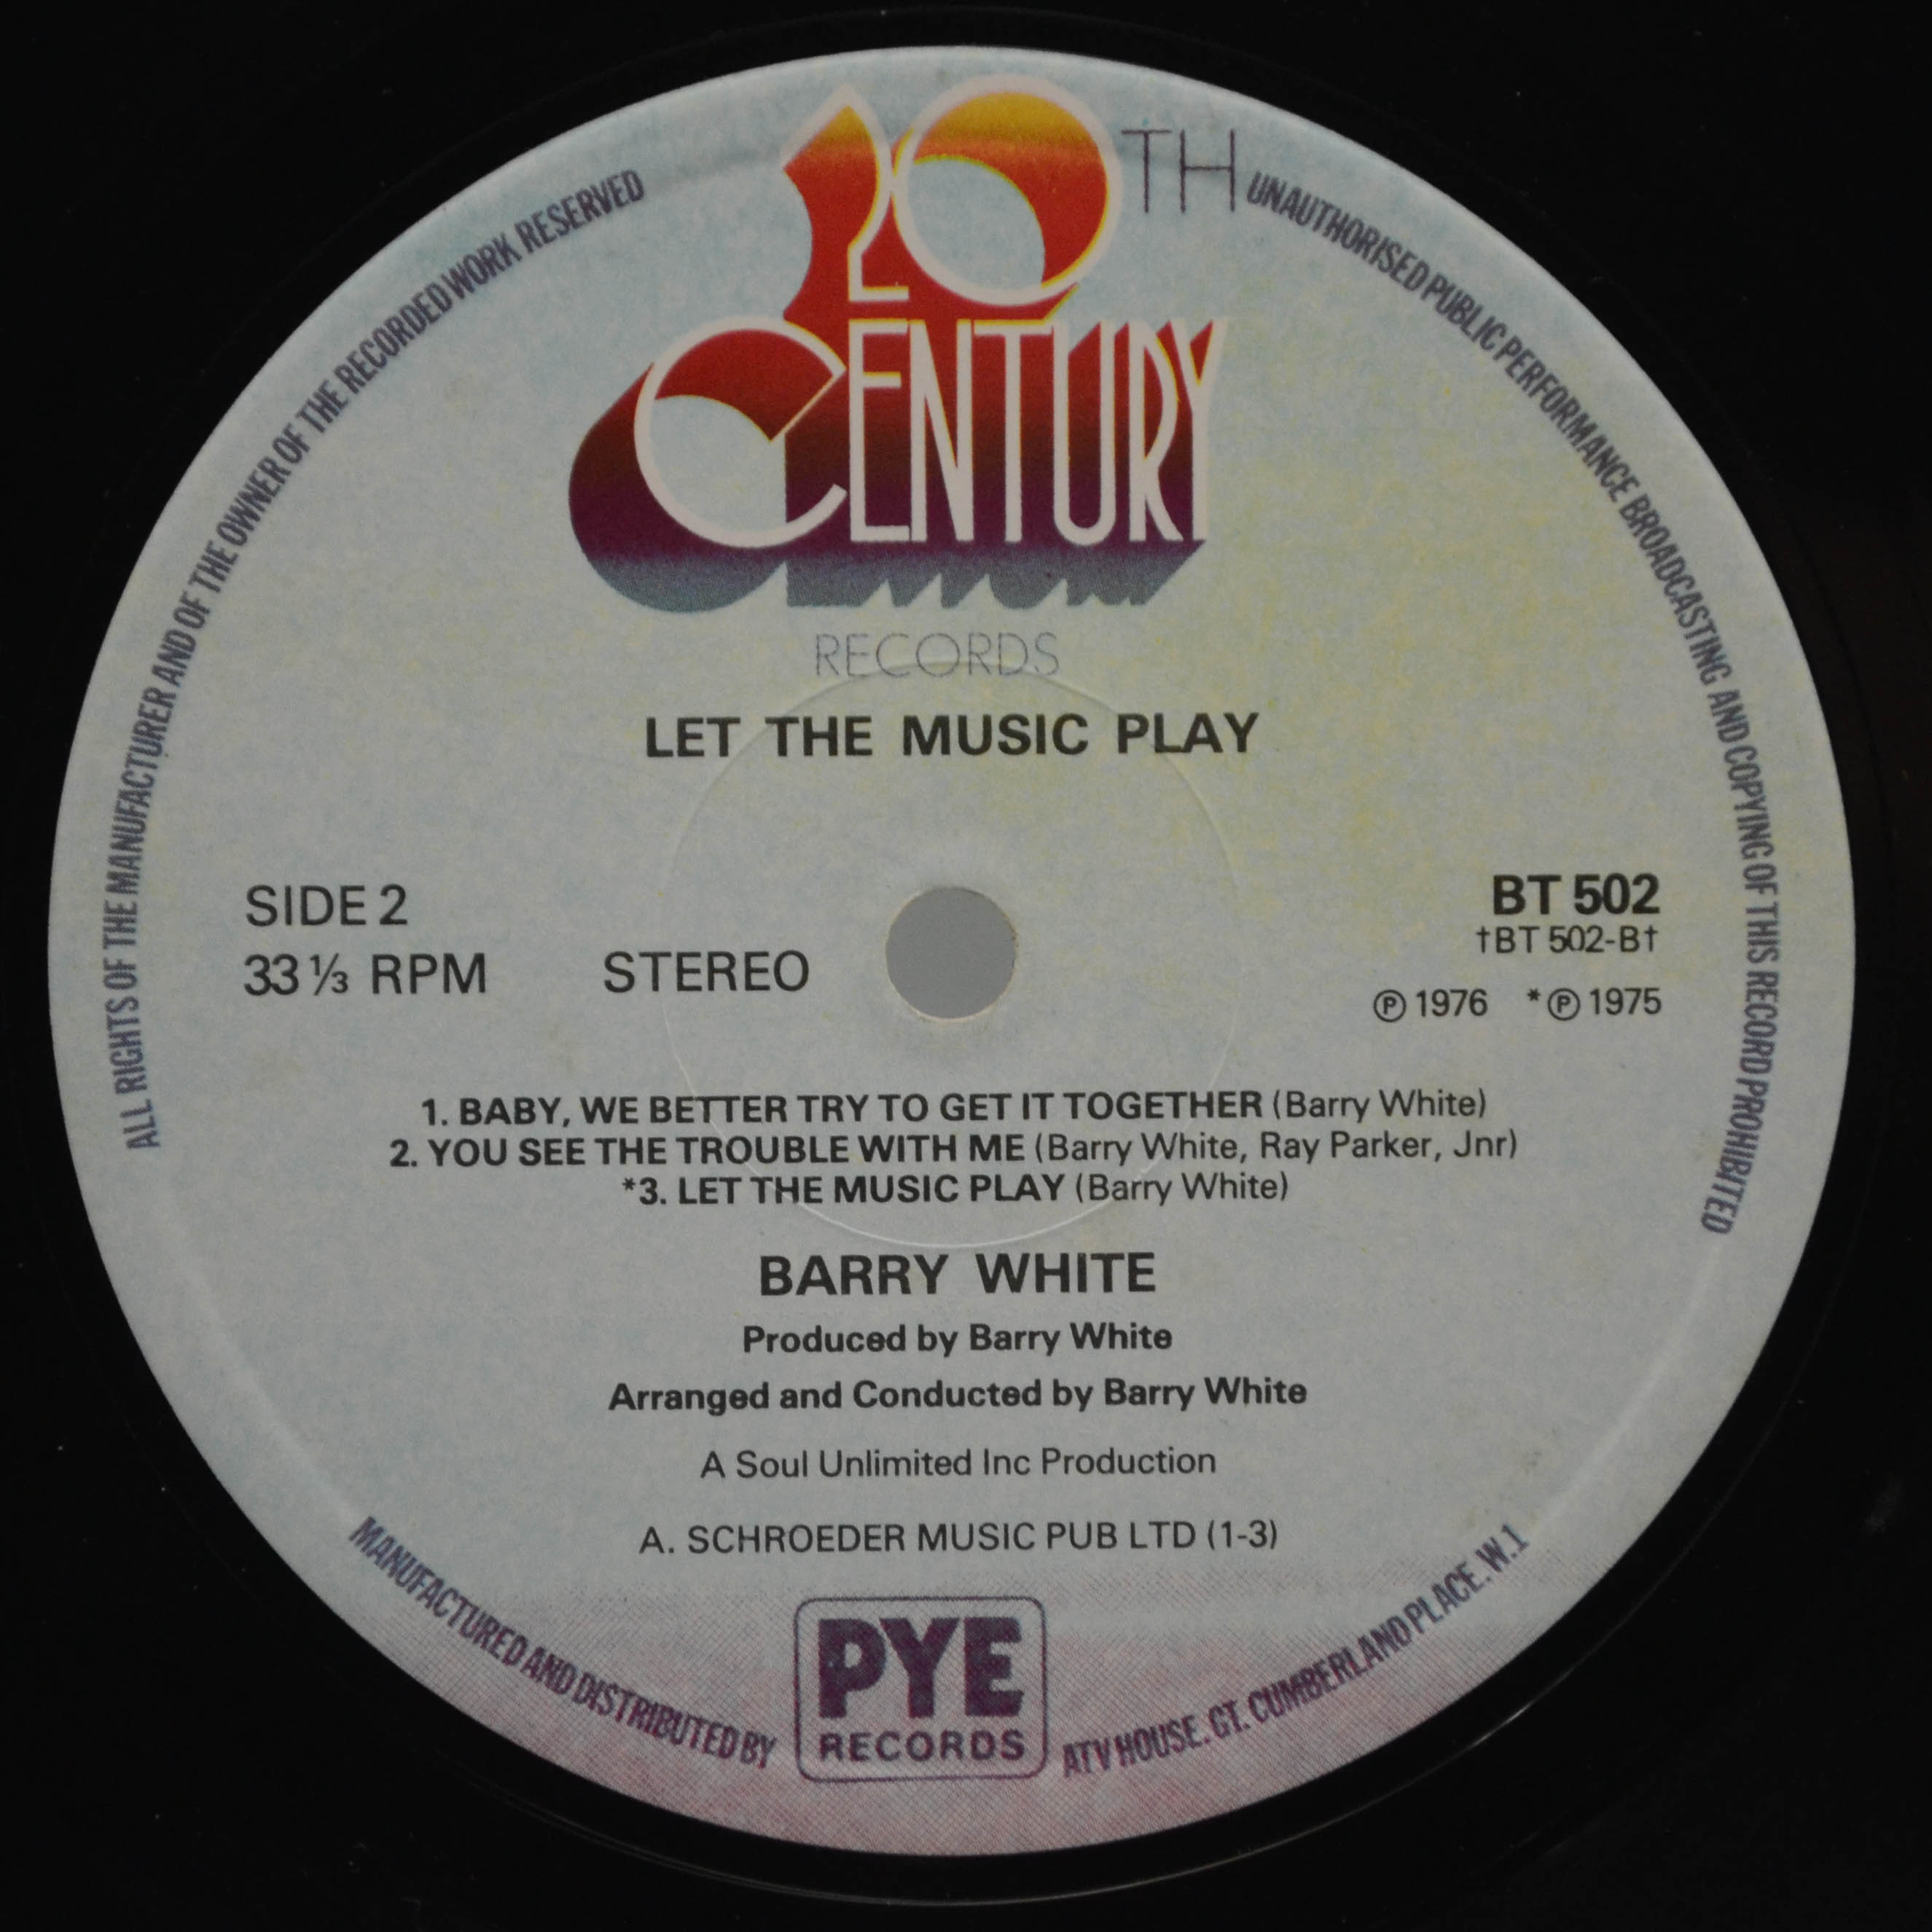 20TH
CENTURY
RECORDS
ALL RIGHTS OF THE MANUFACTURER AND OF THE OWNER OF THE RECORDED WORK RESERVED
UNAUTHORISED PUBLIC PERFORMANCE BROADCASTING AND COPYING OF THIS RECORD PROHIBITED
LET THE MUSIC PLAY
SIDE 2
33 ⅓ RPM
STEREO
BT 502
†BT 502-B†
℗ 1976 *℗ 1975
1. BABY, WE BETTER TRY TO GET IT TOGETHER (Barry White)
2. YOU SEE THE TROUBLE WITH ME (Barry White, Ray Parker, Jnr)
*3. LET THE MUSIC PLAY (Barry White)
BARRY WHITE
Produced by Barry White
Arranged and Conducted by Barry White
A Soul Unlimited Inc Production
A. SCHROEDER MUSIC PUB LTD (1-3)
MANUFACTURED AND DISTRIBUTED BY
PYE
RECORDS
ATV HOUSE. GT. CUMBERLAND PLACE. W.1